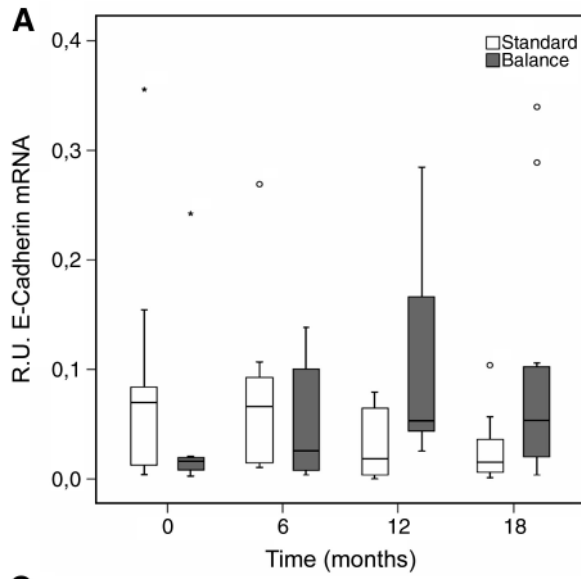 A
0,4
Standard
Balance
0,3
0,2
0,1
0,0
R.U. E-Cadherin mRNA
0
6
12
18
Time (months)